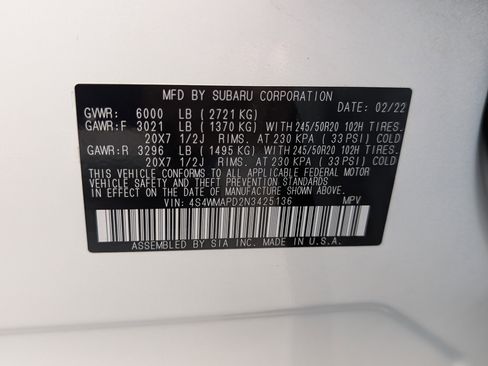 MFD BY SUBARU CORPORATION
DATE: 02/22
GVWR: 6000 LB (2721 KG)
GAWR:F 3021 LB (1370 KG) WITH 245/50R20 102H TIRES.
20X7 1/2J RIMS. AT 230 KPA (33 PSI) COLD
GAWR:R 3296 LB (1495 KG) WITH 245/50R20 102H TIRES.
20X7 1/2J RIMS. AT 230 KPA (33 PSI) COLD
THIS VEHICLE CONFORMS TO ALL APPLICABLE FEDERAL MOTOR
VEHICLE SAFETY AND THEFT PREVENTION STANDARDS
IN EFFECT ON THE DATE OF MANUFACTURE SHOWN ABOVE.
VIN: 4S4WMAPD2N3425136 MPV
ASSEMBLED BY SIA INC. MADE IN U.S.A.